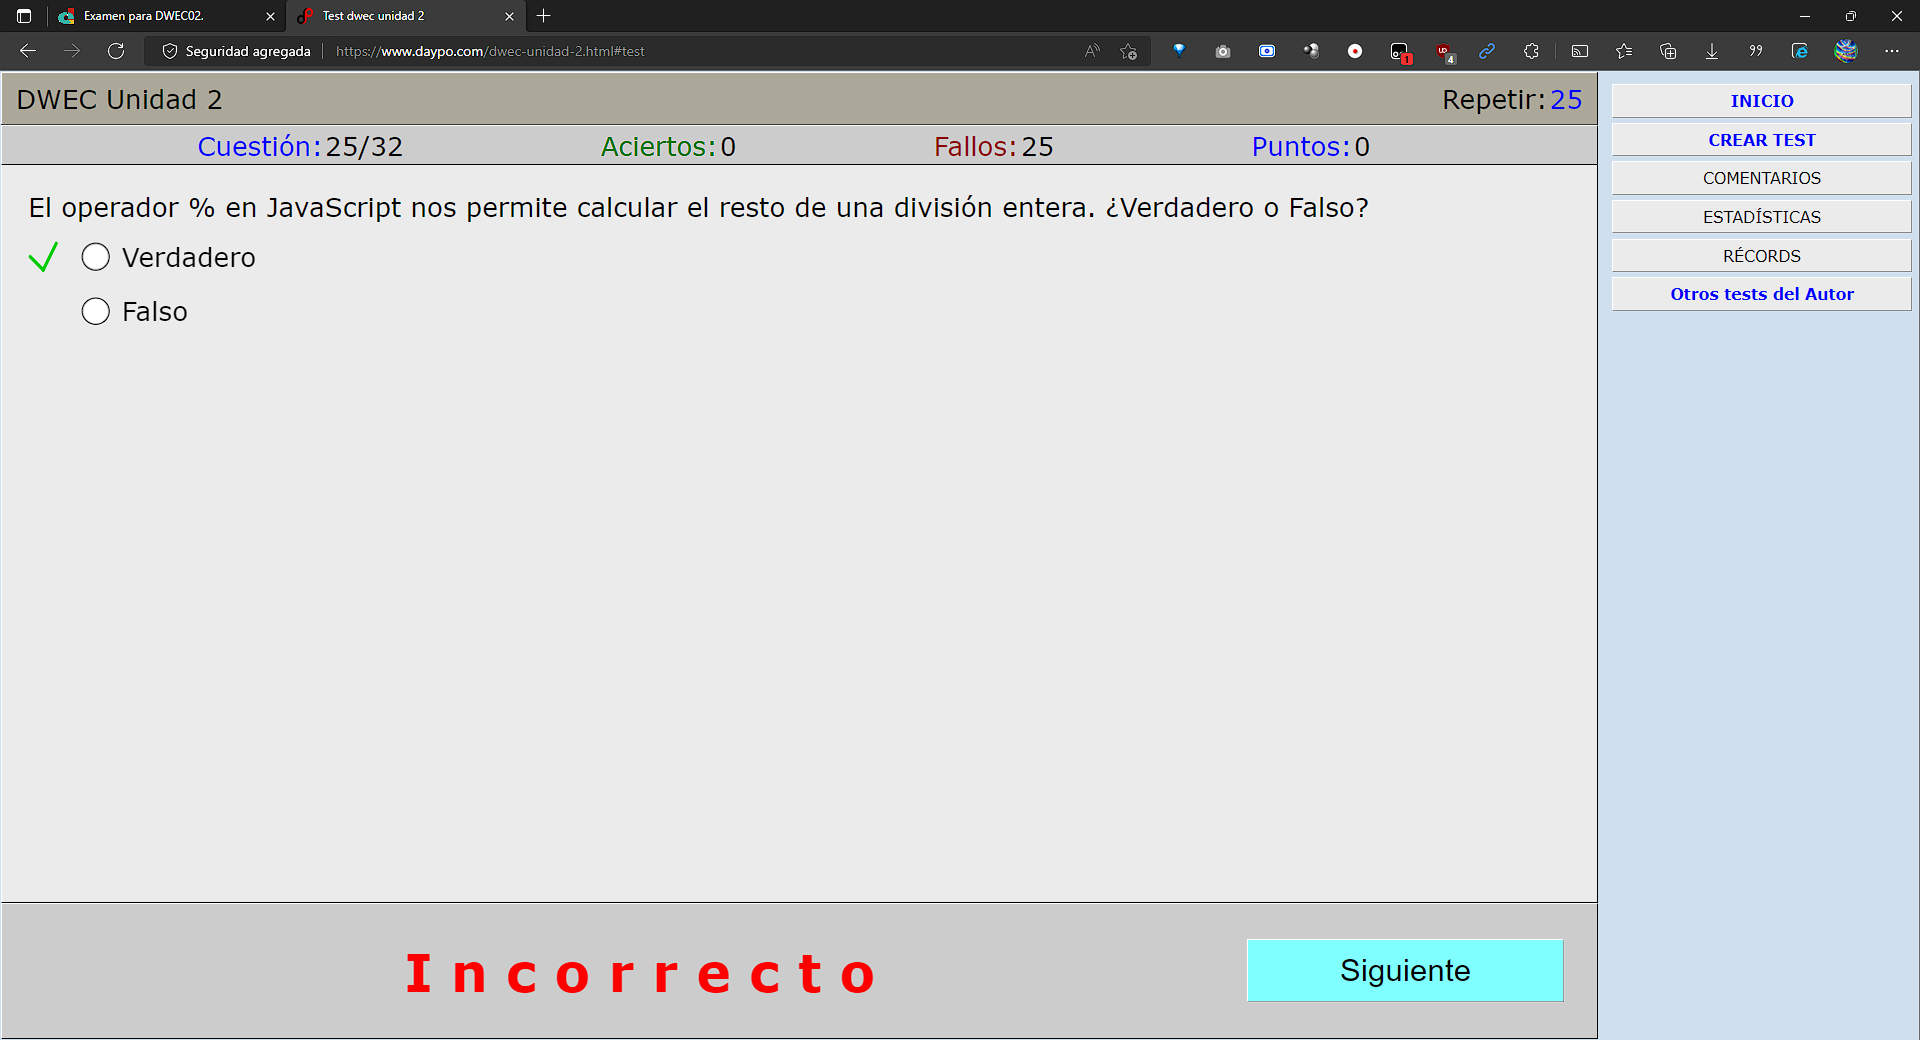 Examen para DWEC02.
Test dwec unidad 2
Seguridad agregada
https://www.daypo.com/dwec-unidad-2.html#test
1
4
DWEC Unidad 2
Repetir: 25
Cuestión: 25/32
Aciertos: 0
Fallos: 25
Puntos: 0
El operador % en JavaScript nos permite calcular el resto de una división entera. ¿Verdadero o Falso?
Verdadero
Falso
Incorrecto
Siguiente
INICIO
CREAR TEST
COMENTARIOS
ESTADÍSTICAS
RÉCORDS
Otros tests del Autor